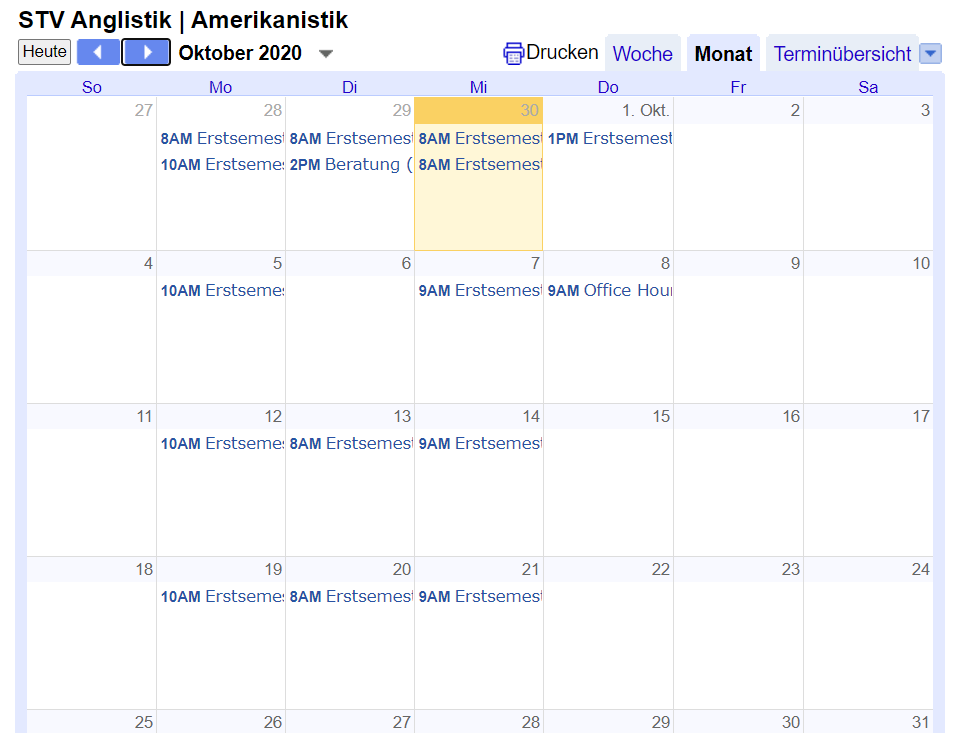 STV Anglistik | Amerikanistik
Heute Oktober 2020 Drucken Woche Monat Terminübersicht
So Mo Di Mi Do Fr Sa
27 28 29 30 1. Okt. 2 3
8AM Erstsemest 8AM Erstsemest 8AM Erstsemest 1PM Erstsemest
10AM Erstsemes 2PM Beratung ( 8AM Erstsemest
4 5 6 7 8 9 10
10AM Erstsemes 9AM Erstsemest 9AM Office Hour
11 12 13 14 15 16 17
10AM Erstsemes 8AM Erstsemest 9AM Erstsemest
18 19 20 21 22 23 24
10AM Erstsemes 8AM Erstsemest 9AM Erstsemest
25 26 27 28 29 30 31